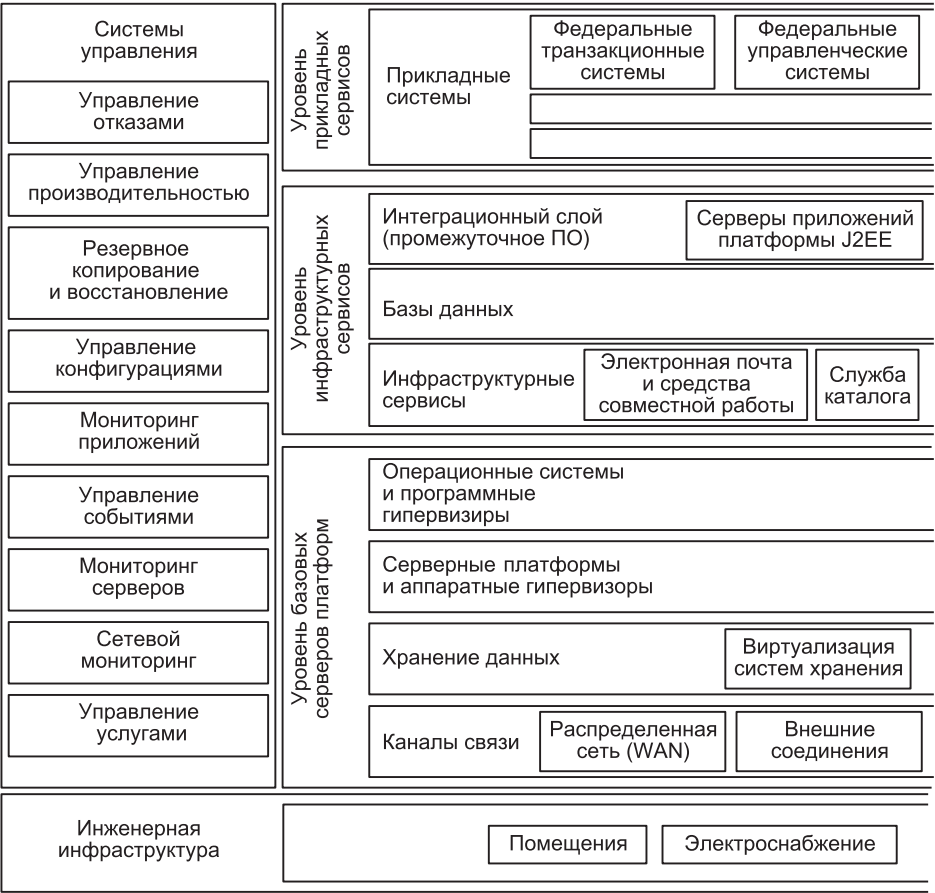 Системы
управления
Управление
отказами
Управление
производительностью
Резервное
копирование
и восстановление
Управление
конфигурациями
Мониторинг
приложений
Управление
событиями
Мониторинг
серверов
Сетевой
мониторинг
Управление
услугами
Уровень
прикладных
сервисов
Прикладные
системы
Федеральные
транзакционные
системы
Федеральные
управленческие
системы
Уровень
инфраструктурных
сервисов
Интеграционный слой
(промежуточное ПО)
Серверы приложений
платформы J2EE
Базы данных
Инфраструктурные
сервисы
Электронная почта
и средства
совместной работы
Служба
каталога
Уровень базовых
серверов платформ
Операционные системы
и программные
гипервизиры
Серверные платформы
и аппаратные гипервизоры
Хранение данных
Виртуализация
систем хранения
Каналы связи
Распределенная
сеть (WAN)
Внешние
соединения
Инженерная
инфраструктура
Помещения
Электроснабжение